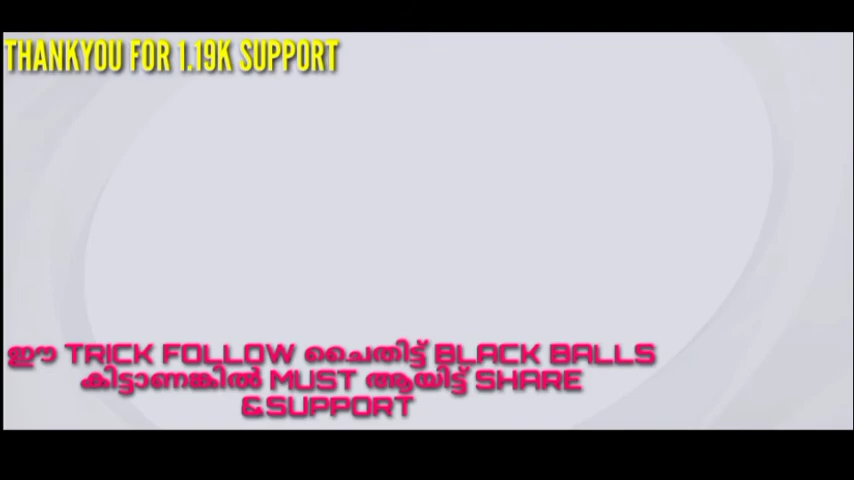 THANKYOU FOR 1.19K SUPPORT
ഈ TRICK FOLLOW ചൈതിട്ട് BLACK BALLS
കിട്ടാണങ്കിൽ MUST ആയിട്ട് SHARE
&SUPPORT